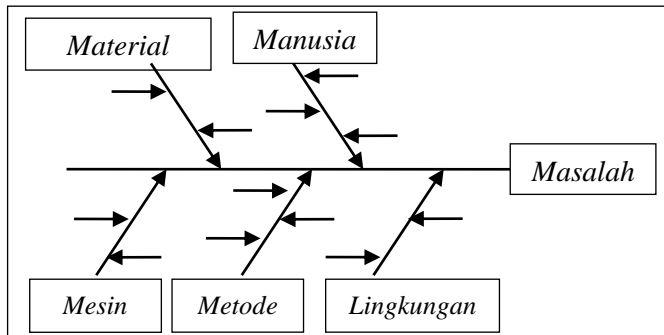 Material
Manusia
Masalah
Mesin
Metode
Lingkungan